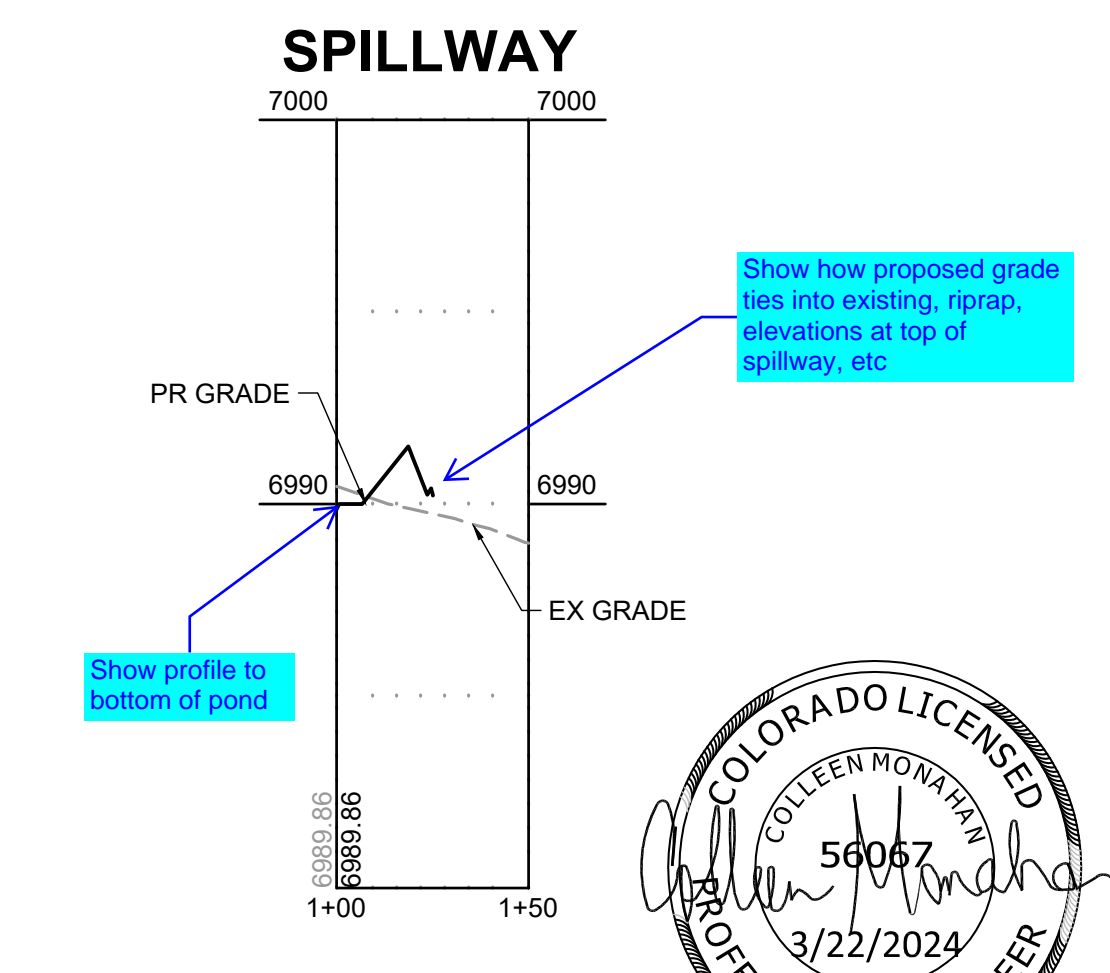 SPILLWAY
7000
7000
Show how proposed grade
ties into existing, riprap,
elevations at top of
spillway, etc
PR GRADE
6990
6990
EX GRADE
Show profile to
bottom of pond
6989.86
6989.86
1+00
1+50
COLORADO LICENSED
COLLEEN MONAHAN
56067
Colleen Monahan
3/22/2024